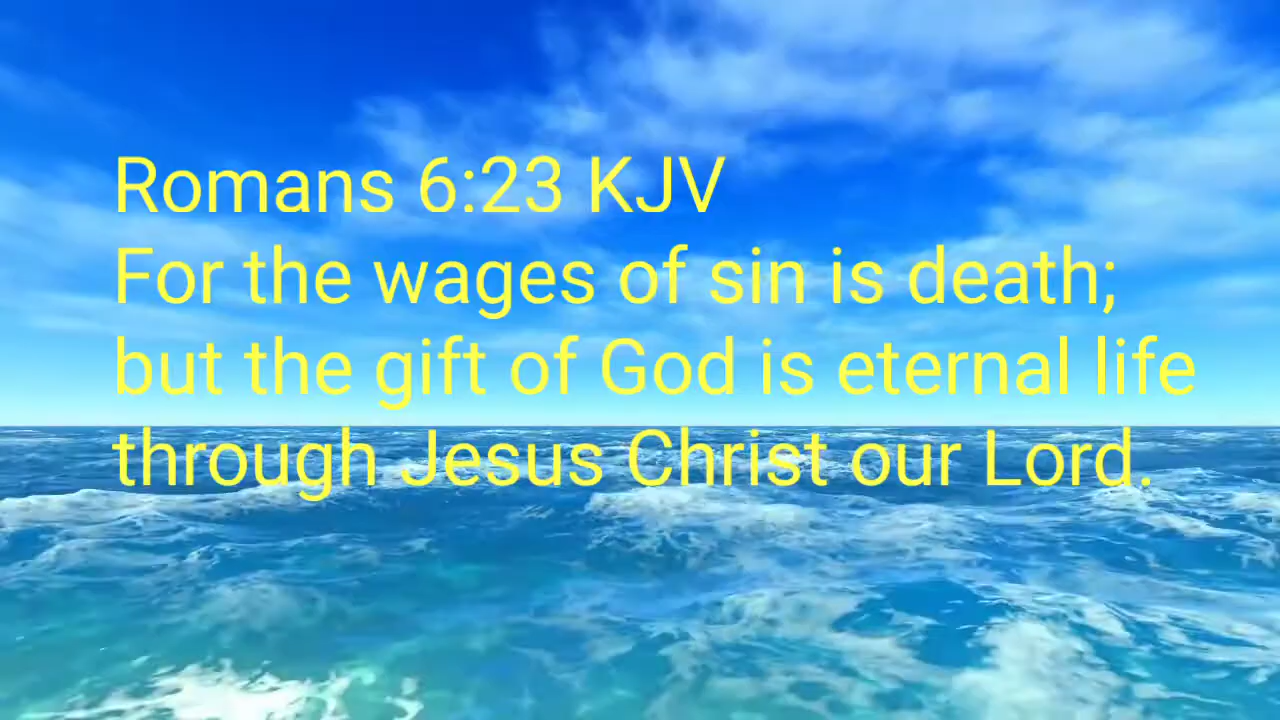 Romans 6:23 KJV
For the wages of sin is death;
but the gift of God is eternal life
through Jesus Christ our Lord.